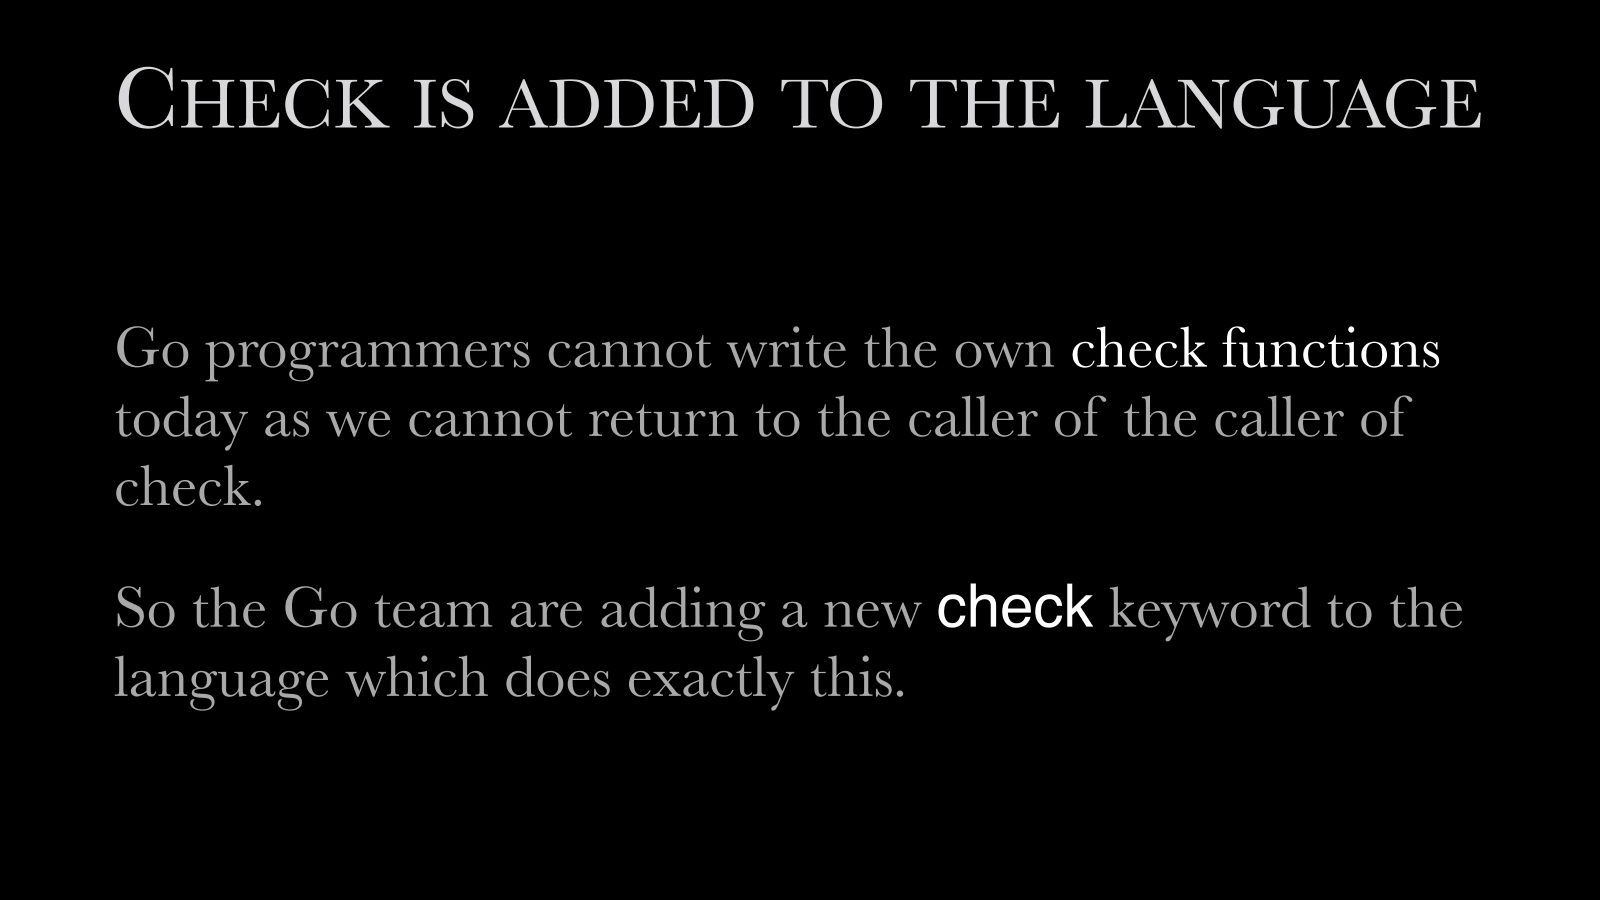 CHECK IS ADDED TO THE LANGUAGE
Go programmers cannot write the own check functions
today as we cannot return to the caller of the caller of
check.
So the Go team are adding a new check keyword to the
language which does exactly this.